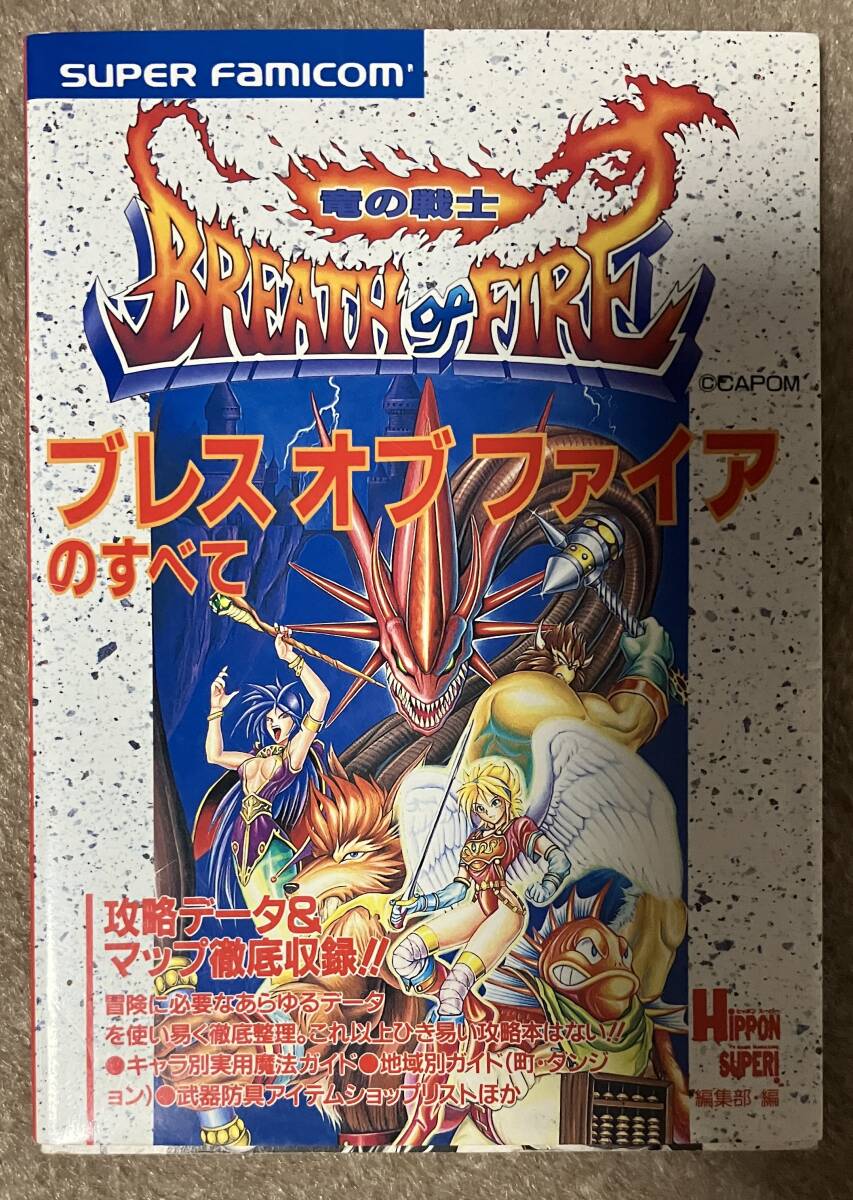 SUPER FAMICOM
竜の戦士
BREATH OF FIRE
©CAPOM
ブレス オブ ファイア
のすべて
攻略データ&
マップ徹底収録!!
冒険に必要なあらゆるデータ
を使い易く徹底整理。これ以上ひき易い攻略本はない!!
●キャラ別実用魔法ガイド●地域別ガイド(町・ダンジ
ョン)●武器防具アイテムショップリストほか
HIPPON
SUPER!
編集部・編